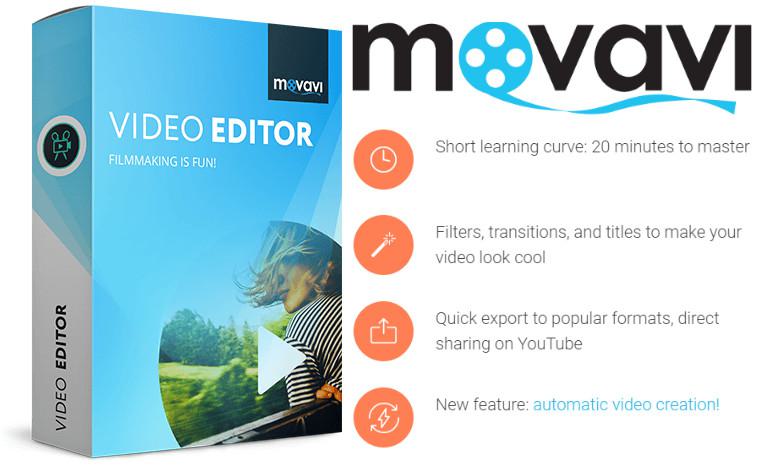 movavi
VIDEO EDITOR
FILMMAKING IS FUN!
VIDEO EDITOR
movavi
Short learning curve: 20 minutes to master
Filters, transitions, and titles to make your
video look cool
Quick export to popular formats, direct
sharing on YouTube
New feature: automatic video creation!